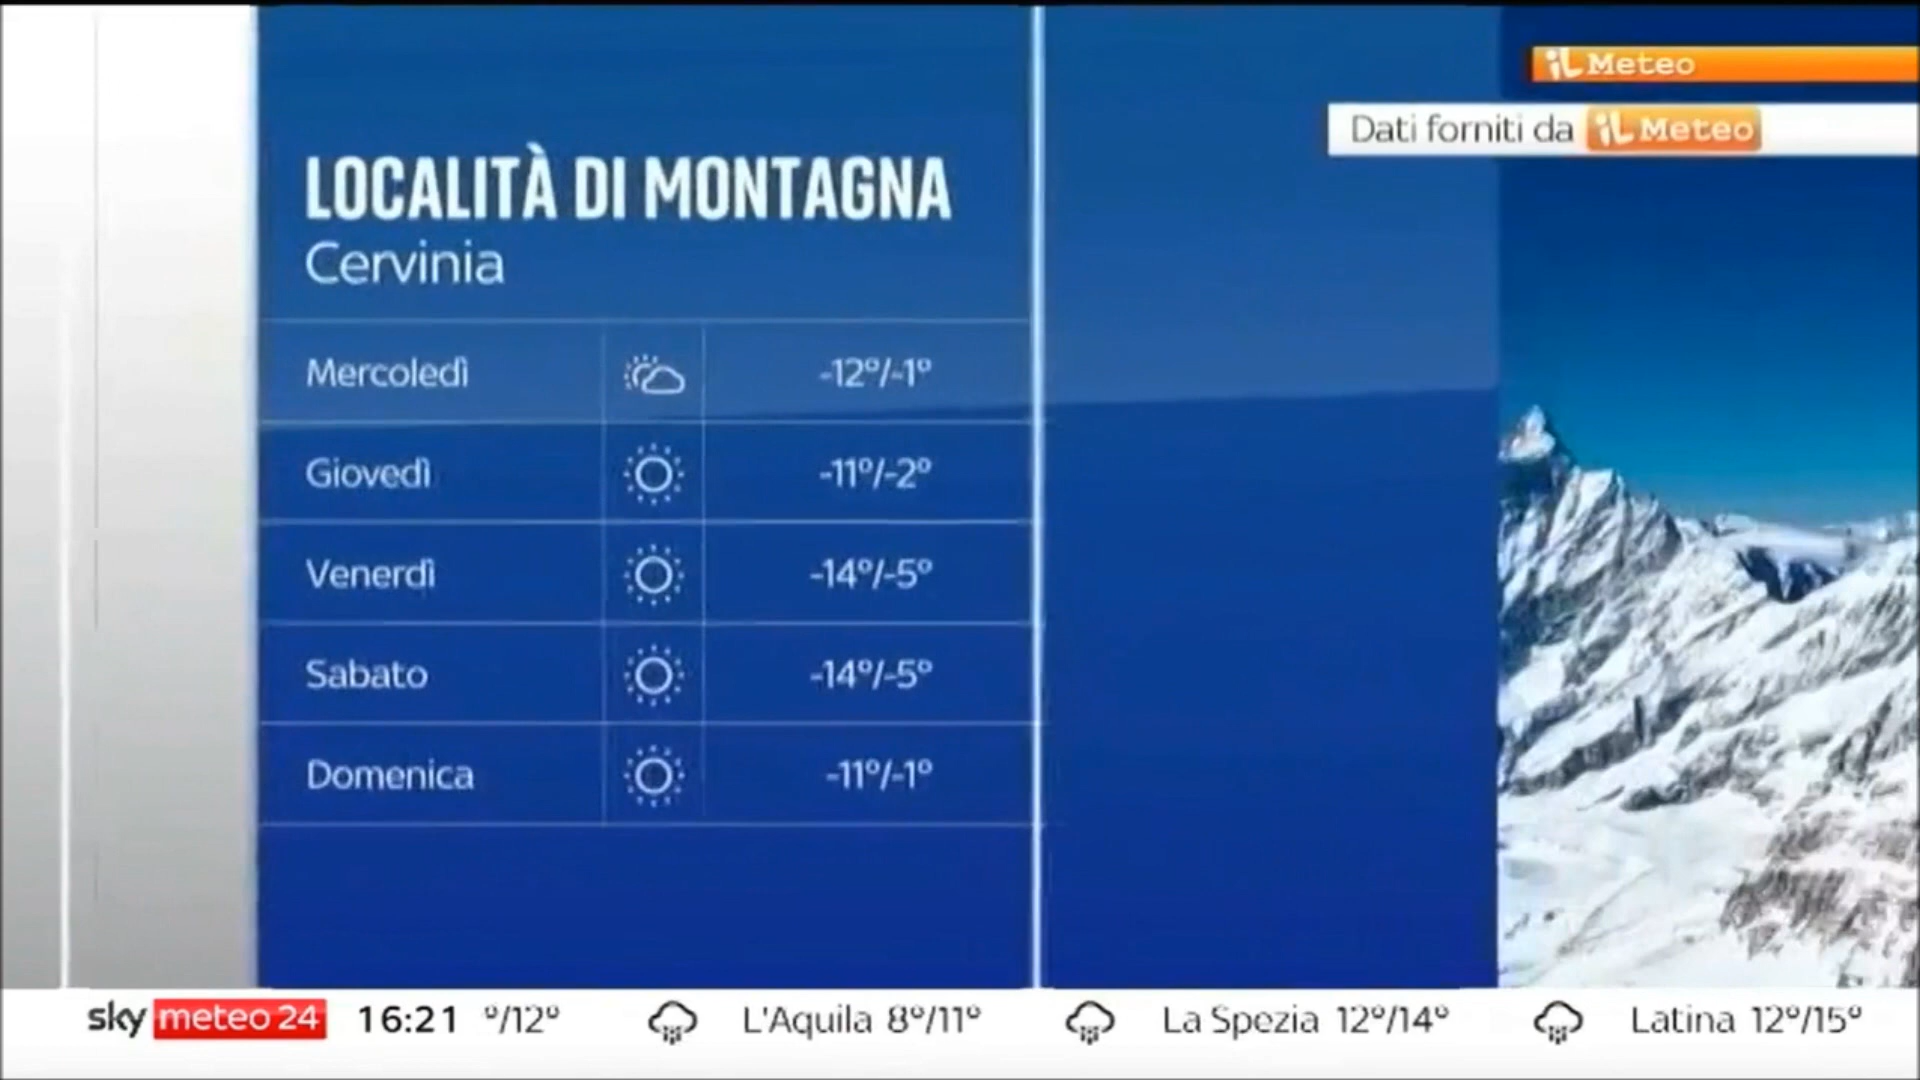 iL Meteo
Dati forniti da iL Meteo
LOCALITÀ DI MONTAGNA
Cervinia
Mercoledì -12°/-1°
Giovedì -11°/-2°
Venerdì -14°/-5°
Sabato -14°/-5°
Domenica -11°/-1°
sky meteo 24 16:21 °/12° L'Aquila 8°/11° La Spezia 12°/14° Latina 12°/15°